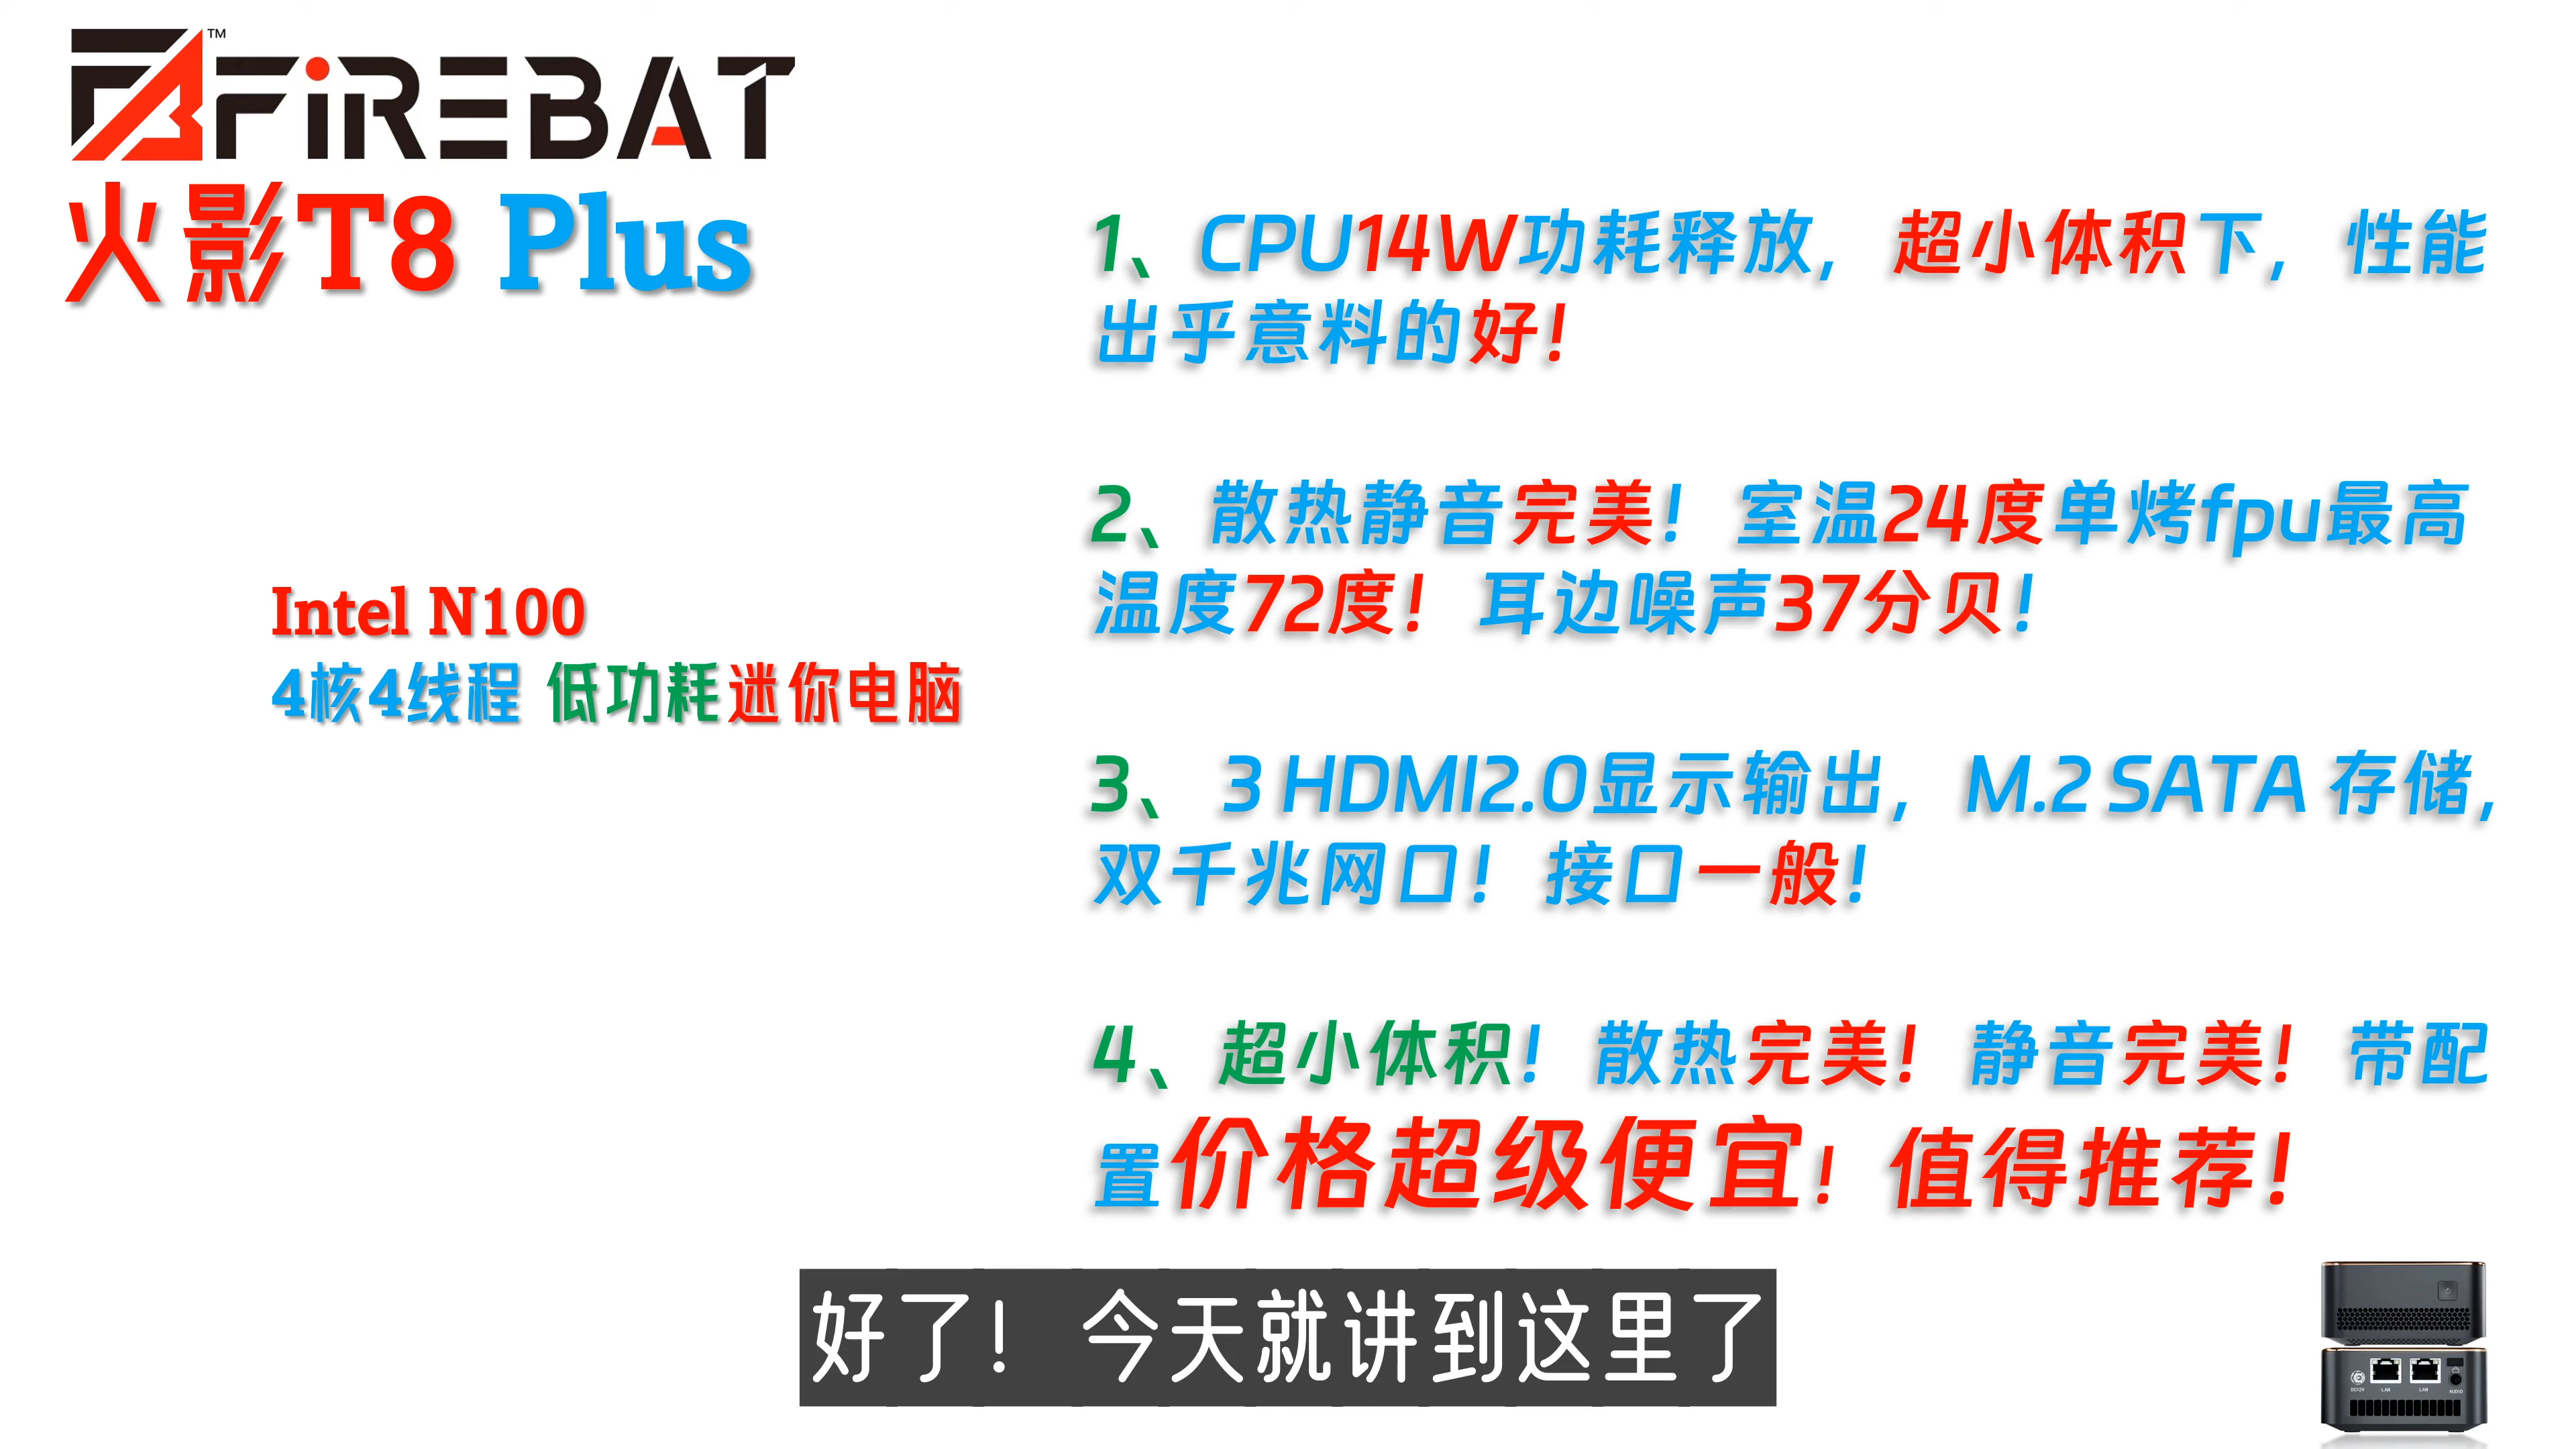 FiREBAT™
火影T8 Plus
1、CPU14W功耗释放，超小体积下，性能
出乎意料的好！
2、散热静音完美！室温24度单烤fpu最高
温度72度！耳边噪声37分贝！
Intel N100
4核4线程 低功耗迷你电脑
3、3 HDMI2.0显示输出，M.2 SATA 存储，
双千兆网口！接口一般！
4、超小体积！散热完美！静音完美！带配
置价格超级便宜！值得推荐！
好了！ 今天就讲到这里了
DC12V LAN LAN AUDIO